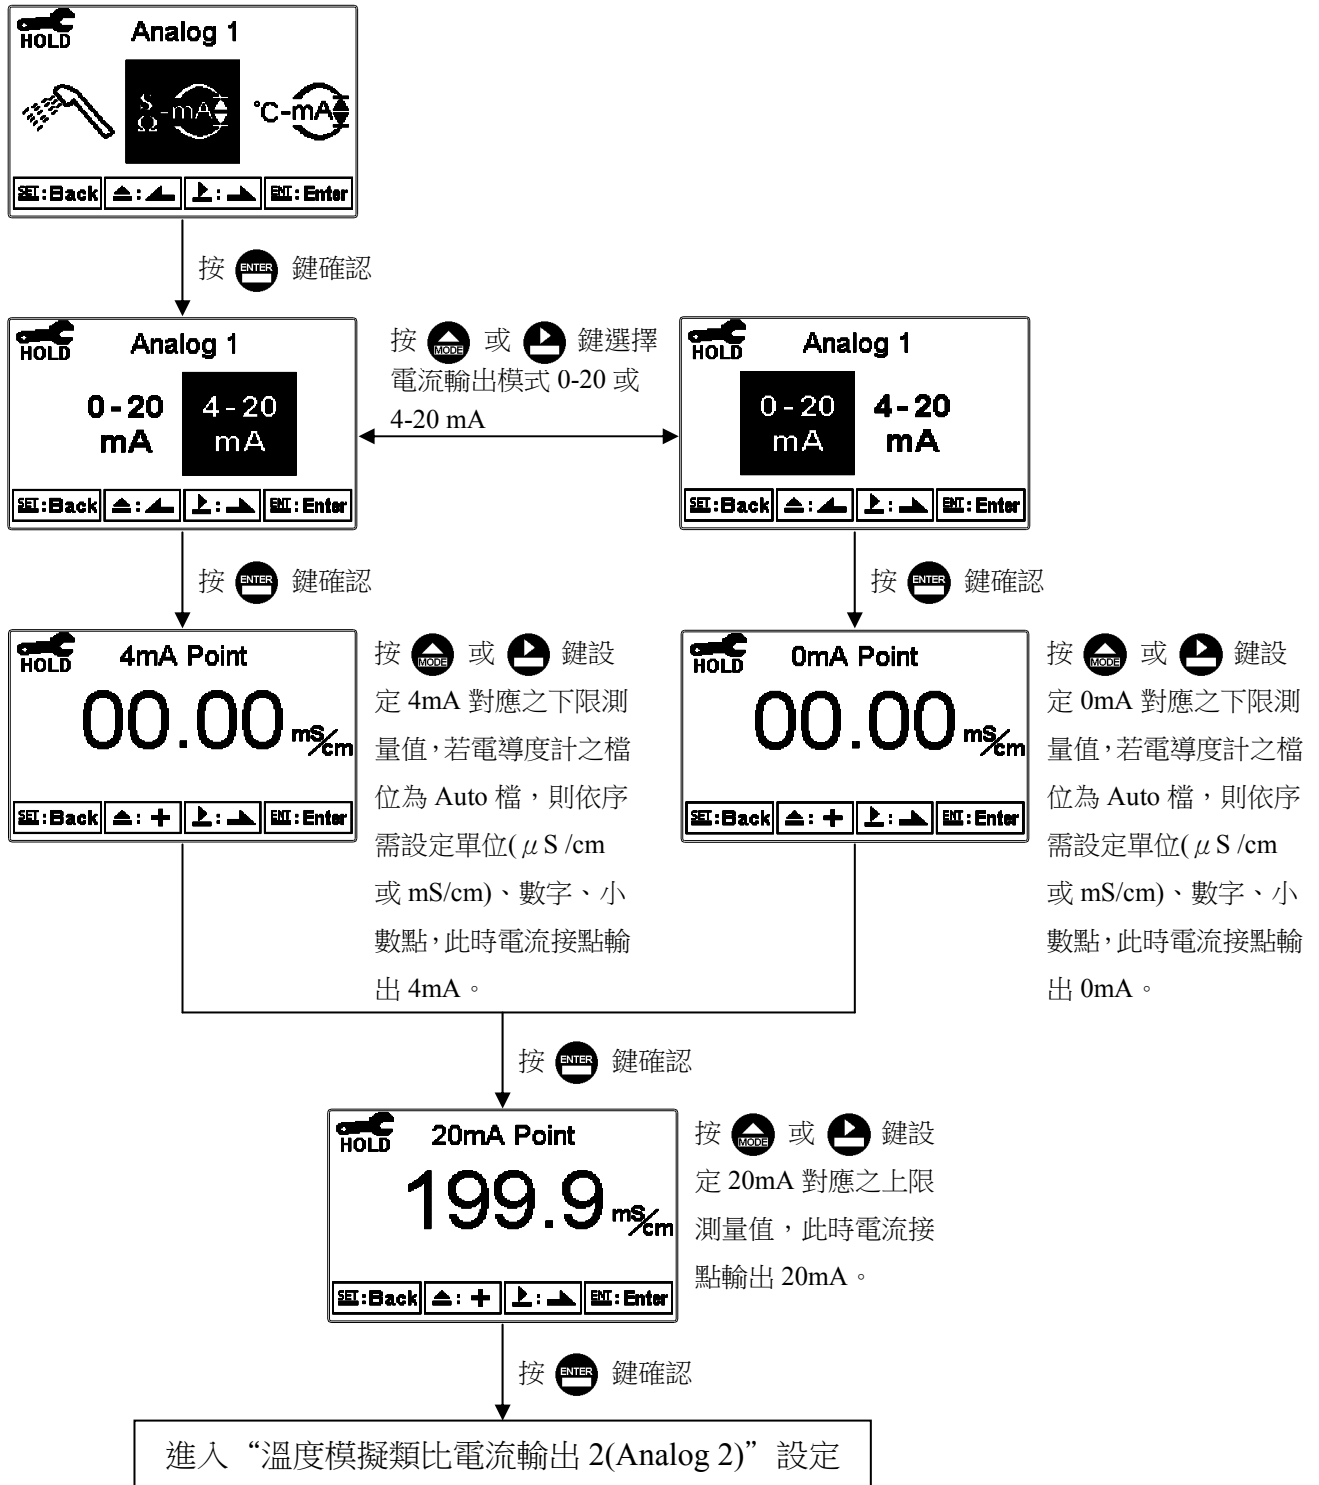 HOLD Analog 1
S/Ω-mA °C-mA
SET:Back ▲: ENT:Enter
按 ENTER 鍵確認
HOLD Analog 1
0-20 mA 4-20 mA
SET:Back ENT:Enter
按 MODE 或 鍵選擇
電流輸出模式 0-20 或
4-20 mA
HOLD Analog 1
0-20 mA 4-20 mA
SET:Back ENT:Enter
按 ENTER 鍵確認
按 ENTER 鍵確認
HOLD 4mA Point
00.00 mS/cm
SET:Back +  ENT:Enter
按 MODE 或 鍵設
定 4mA 對應之下限測
量值，若電導度計之檔
位為 Auto 檔，則依序
需設定單位(μS /cm
或 mS/cm)、數字、小
數點，此時電流接點輸
出 4mA。
HOLD 0mA Point
00.00 mS/cm
SET:Back + ENT:Enter
按 MODE 或 鍵設
定 0mA 對應之下限測
量值，若電導度計之檔
位為 Auto 檔，則依序
需設定單位(μS /cm
或 mS/cm)、數字、小
數點，此時電流接點輸
出 0mA。
按 ENTER 鍵確認
HOLD 20mA Point
199.9 mS/cm
SET:Back + ENT:Enter
按 MODE 或 鍵設
定 20mA 對應之上限
測量值，此時電流接
點輸出 20mA。
按 ENTER 鍵確認
進入“溫度模擬類比電流輸出 2(Analog 2)”設定